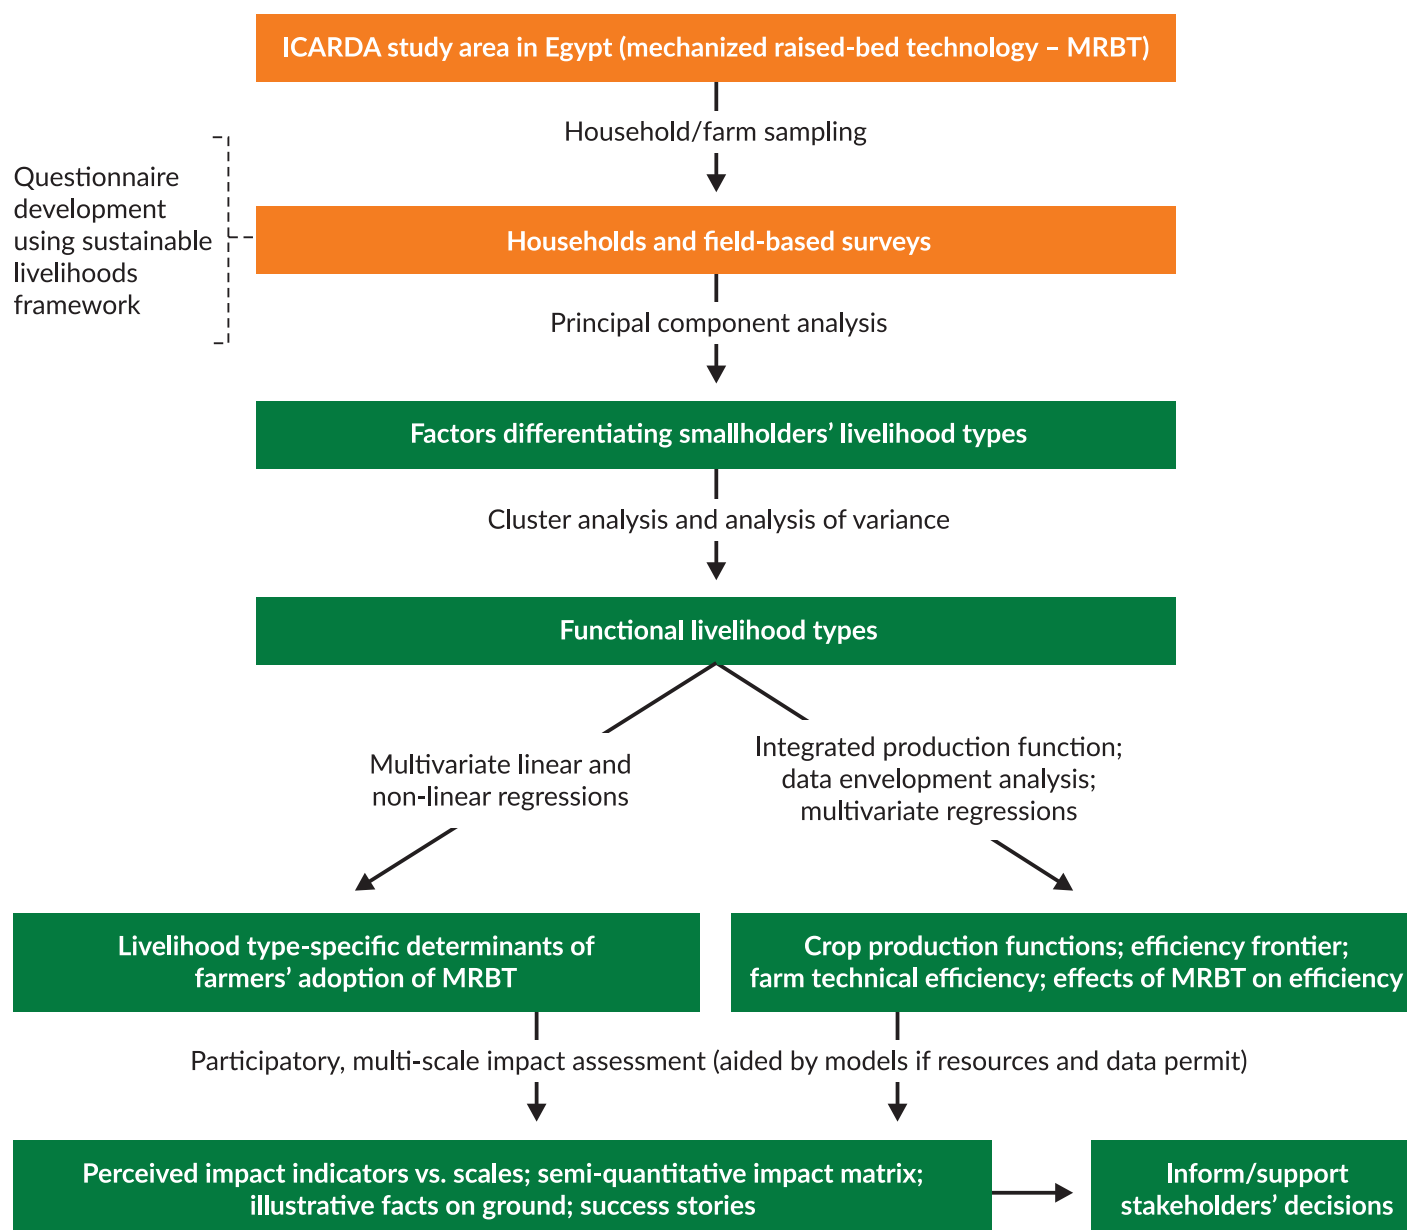 ICARDA study area in Egypt (mechanized raised-bed technology – MRBT)
Household/farm sampling
Questionnaire
development
using sustainable
livelihoods
framework
Households and field-based surveys
Principal component analysis
Factors differentiating smallholders’ livelihood types
Cluster analysis and analysis of variance
Functional livelihood types
Multivariate linear and
non-linear regressions
Integrated production function;
data envelopment analysis;
multivariate regressions
Livelihood type-specific determinants of
farmers’ adoption of MRBT
Crop production functions; efficiency frontier;
farm technical efficiency; effects of MRBT on efficiency
Participatory, multi-scale impact assessment (aided by models if resources and data permit)
Perceived impact indicators vs. scales; semi-quantitative impact matrix;
illustrative facts on ground; success stories
Inform/support
stakeholders’ decisions